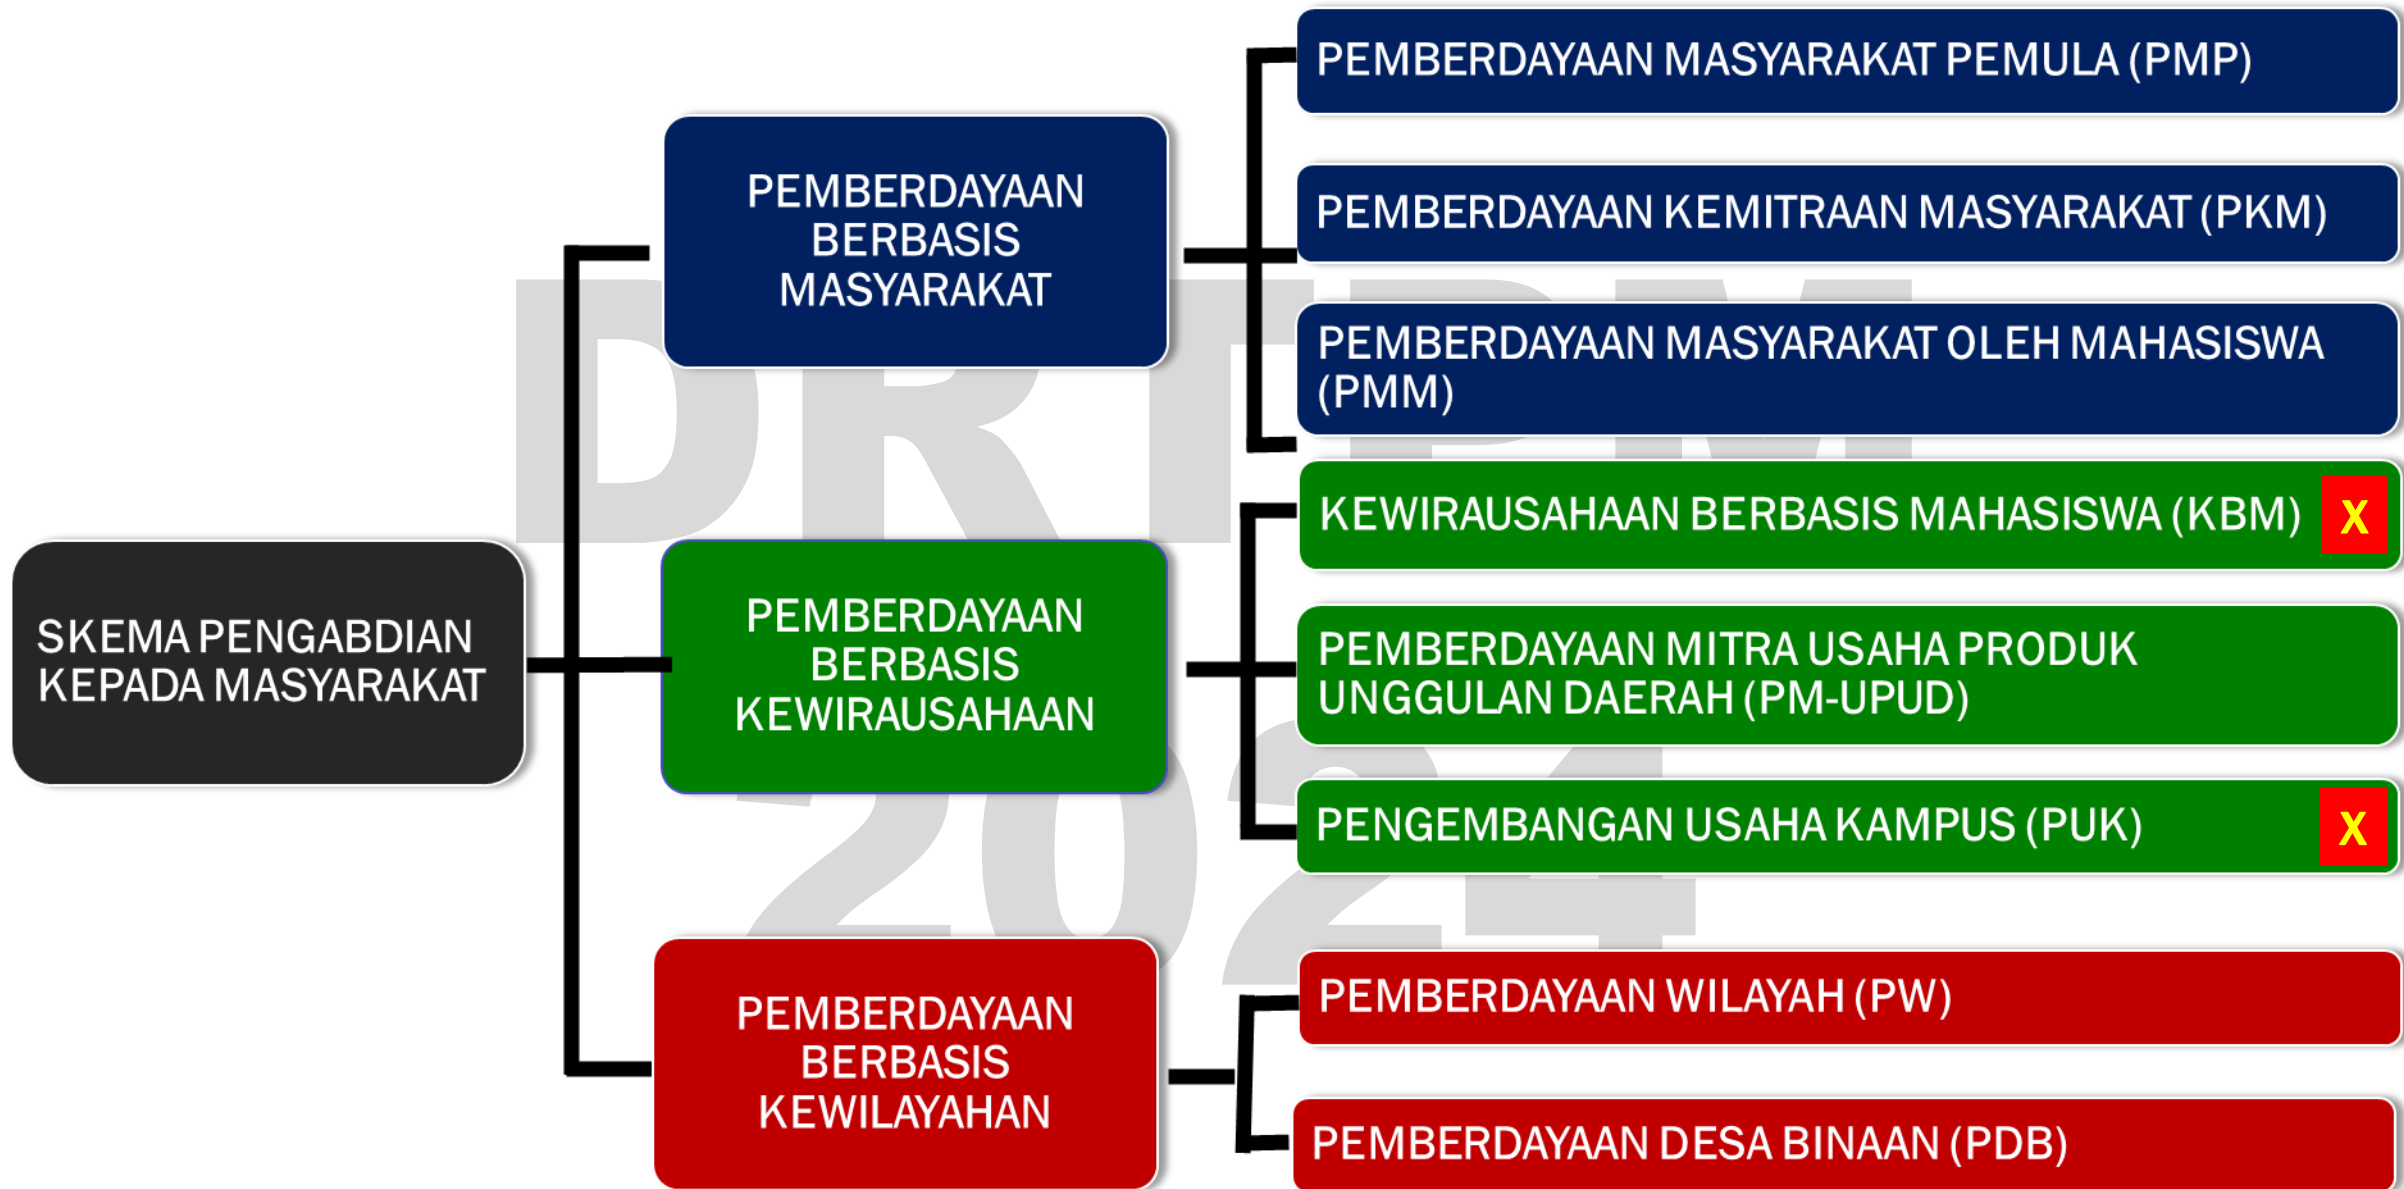 SKEMA PENGABDIAN
KEPADA MASYARAKAT
PEMBERDAYAAN
BERBASIS
MASYARAKAT
PEMBERDAYAAN MASYARAKAT PEMULA (PMP)
PEMBERDAYAAN KEMITRAAN MASYARAKAT (PKM)
PEMBERDAYAAN MASYARAKAT OLEH MAHASISWA
(PMM)
PEMBERDAYAAN
BERBASIS
KEWIRAUSAHAAN
KEWIRAUSAHAAN BERBASIS MAHASISWA (KBM) X
PEMBERDAYAAN MITRA USAHA PRODUK
UNGGULAN DAERAH (PM-UPUD)
PENGEMBANGAN USAHA KAMPUS (PUK) X
PEMBERDAYAAN
BERBASIS
KEWILAYAHAN
PEMBERDAYAAN WILAYAH (PW)
PEMBERDAYAAN DESA BINAAN (PDB)
DRTPM
2024